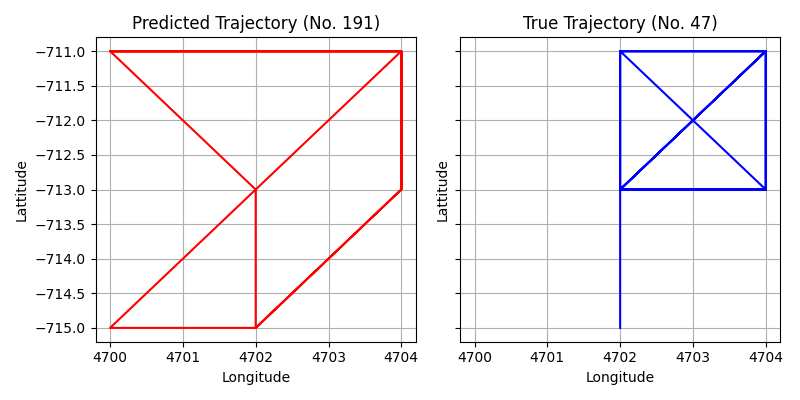 Predicted Trajectory (No. 191)
True Trajectory (No. 47)
−711.0
−711.5
−712.0
−712.5
−713.0
−713.5
−714.0
−714.5
−715.0
Lattitude
Lattitude
4700 4701 4702 4703 4704
4700 4701 4702 4703 4704
Longitude
Longitude